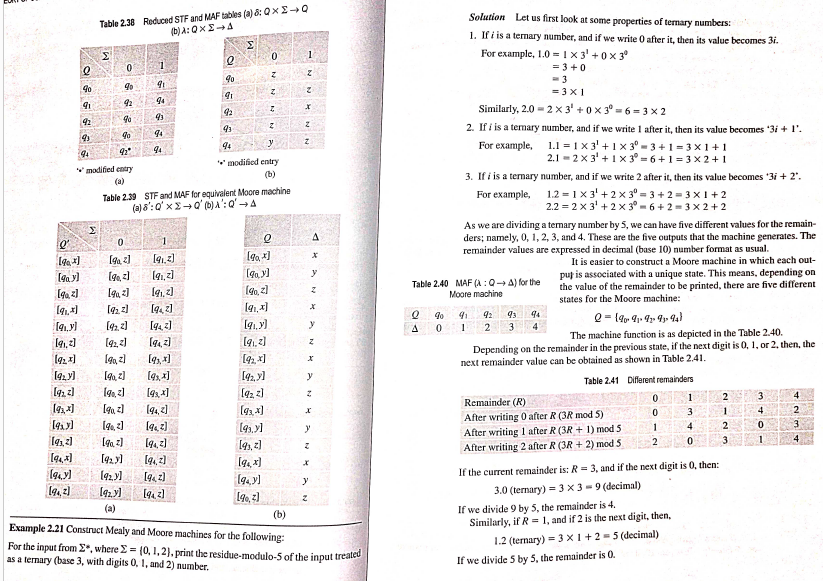 Table 2.38 Reduced STF and MAF tables (a) δ: Q × Σ → Q
(b) λ: Q × Σ → Δ
Σ
Q 0 1
q0 q0 q1
q1 q2 q4
q2 q0 q3
q3 q0 q4
q4 q2* q4
'*' modified entry
(a)
Σ
Q 0 1
q0 z z
q1 z z
q2 z x
q3 z z
q4 y z
'*' modified entry
(b)
Table 2.39 STF and MAF for equivalent Moore machine
(a) δ': Q' × Σ → Q' (b) λ': Q' → Δ
Σ
Q' 0 1
[q0, x] [q0, z] [q1, z]
[q0, y] [q0, z] [q1, z]
[q0, z] [q0, z] [q1, z]
[q1, x] [q2, z] [q4, z]
[q1, y] [q2, z] [q4, z]
[q1, z] [q2, z] [q4, z]
[q2, x] [q0, z] [q3, x]
[q2, y] [q0, z] [q3, x]
[q2, z] [q0, z] [q3, x]
[q3, x] [q0, z] [q4, z]
[q3, y] [q0, z] [q4, z]
[q3, z] [q0, z] [q4, z]
[q4, x] [q2, y] [q4, z]
[q4, y] [q2, y] [q4, z]
[q4, z] [q2, y] [q4, z]
(a)
Q Δ
[q0, x] x
[q0, y] y
[q0, z] z
[q1, x] x
[q1, y] y
[q1, z] z
[q2, x] x
[q2, y] y
[q2, z] z
[q3, x] x
[q3, y] y
[q3, z] z
[q4, x] x
[q4, y] y
[q0, z] z
(b)
Example 2.21 Construct Mealy and Moore machines for the following:
For the input from Σ*, where Σ = {0, 1, 2}, print the residue-modulo-5 of the input treated
as a ternary (base 3, with digits 0, 1, and 2) number.
Solution Let us first look at some properties of ternary numbers:
1. If i is a ternary number, and if we write 0 after it, then its value becomes 3i.
For example, 1.0 = 1 × 3¹ + 0 × 3⁰
= 3 + 0
= 3
= 3 × 1
Similarly, 2.0 = 2 × 3¹ + 0 × 3⁰ = 6 = 3 × 2
2. If i is a ternary number, and if we write 1 after it, then its value becomes '3i + 1'.
For example, 1.1 = 1 × 3¹ + 1 × 3⁰ = 3 + 1 = 3 × 1 + 1
2.1 = 2 × 3¹ + 1 × 3⁰ = 6 + 1 = 3 × 2 + 1
3. If i is a ternary number, and if we write 2 after it, then its value becomes '3i + 2'.
For example, 1.2 = 1 × 3¹ + 2 × 3⁰ = 3 + 2 = 3 × 1 + 2
2.2 = 2 × 3¹ + 2 × 3⁰ = 6 + 2 = 3 × 2 + 2
As we are dividing a ternary number by 5, we can have five different values for the remain-
ders; namely, 0, 1, 2, 3, and 4. These are the five outputs that the machine generates. The
remainder values are expressed in decimal (base 10) number format as usual.
It is easier to construct a Moore machine in which each out-
put is associated with a unique state. This means, depending on
the value of the remainder to be printed, there are five different
states for the Moore machine:
Q = {q0, q1, q2, q3, q4}
The machine function is as depicted in the Table 2.40.
Table 2.40 MAF (λ : Q → Δ) for the
Moore machine
Q q0 q1 q2 q3 q4
Δ 0 1 2 3 4
Depending on the remainder in the previous state, if the next digit is 0, 1, or 2, then, the
next remainder value can be obtained as shown in Table 2.41.
Table 2.41 Different remainders
Remainder (R) 0 1 2 3 4
After writing 0 after R (3R mod 5) 0 3 1 4 2
After writing 1 after R (3R + 1) mod 5 1 4 2 0 3
After writing 2 after R (3R + 2) mod 5 2 0 3 1 4
If the current remainder is: R = 3, and if the next digit is 0, then:
3.0 (ternary) = 3 × 3 = 9 (decimal)
If we divide 9 by 5, the remainder is 4.
Similarly, if R = 1, and if 2 is the next digit, then,
1.2 (ternary) = 3 × 1 + 2 = 5 (decimal)
If we divide 5 by 5, the remainder is 0.